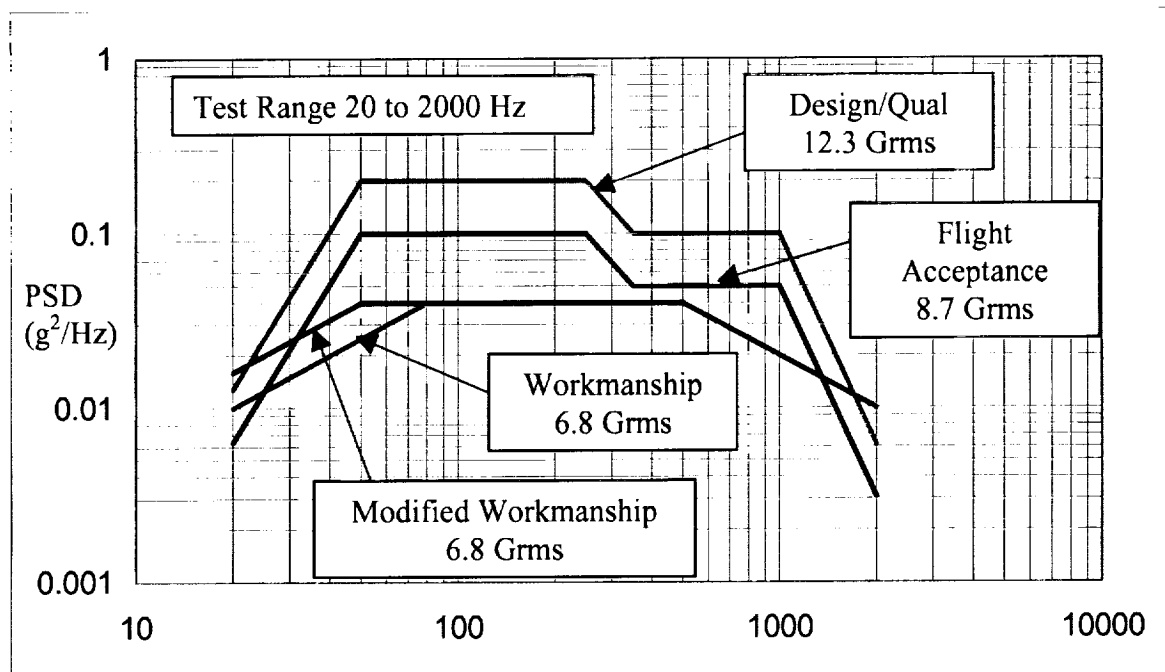 1
Test Range 20 to 2000 Hz
Design/Qual
12.3 Grms
0.1
Flight
Acceptance
8.7 Grms
PSD
(g²/Hz)
Workmanship
6.8 Grms
0.01
Modified Workmanship
6.8 Grms
0.001
10
100
1000
10000